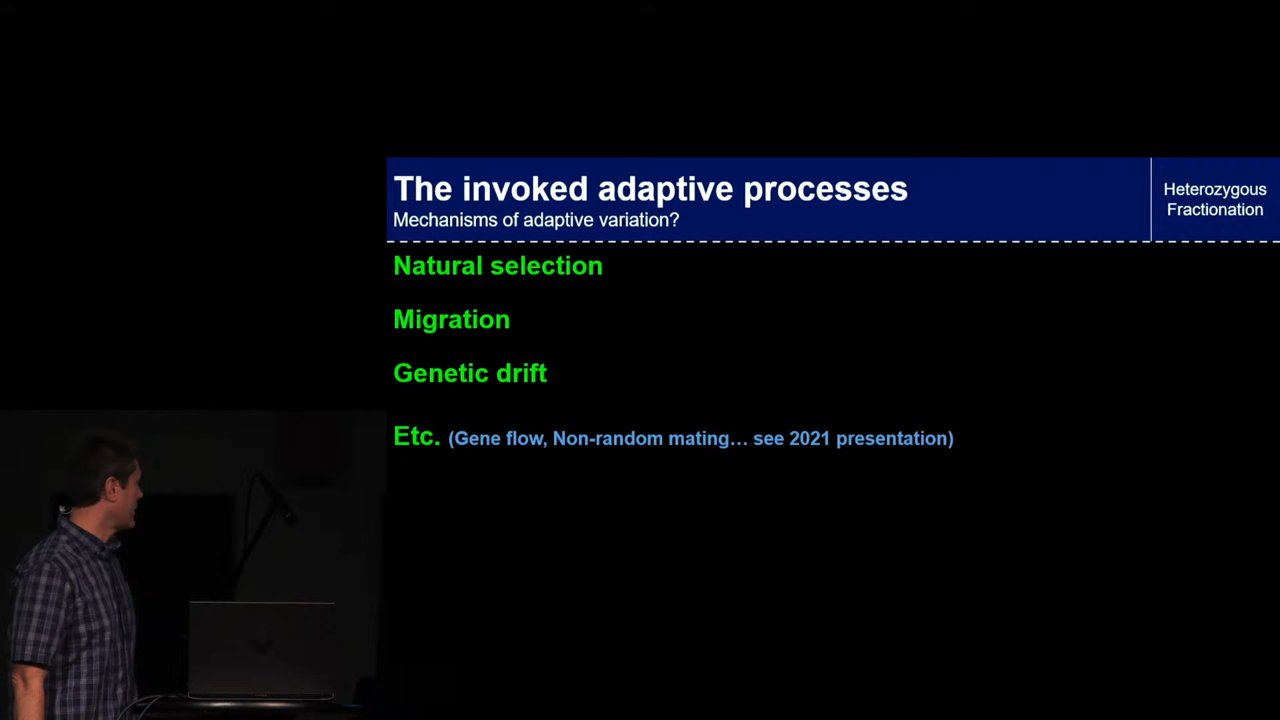 The invoked adaptive processes
Mechanisms of adaptive variation?
Heterozygous
Fractionation
Natural selection
Migration
Genetic drift
Etc. (Gene flow, Non-random mating… see 2021 presentation)